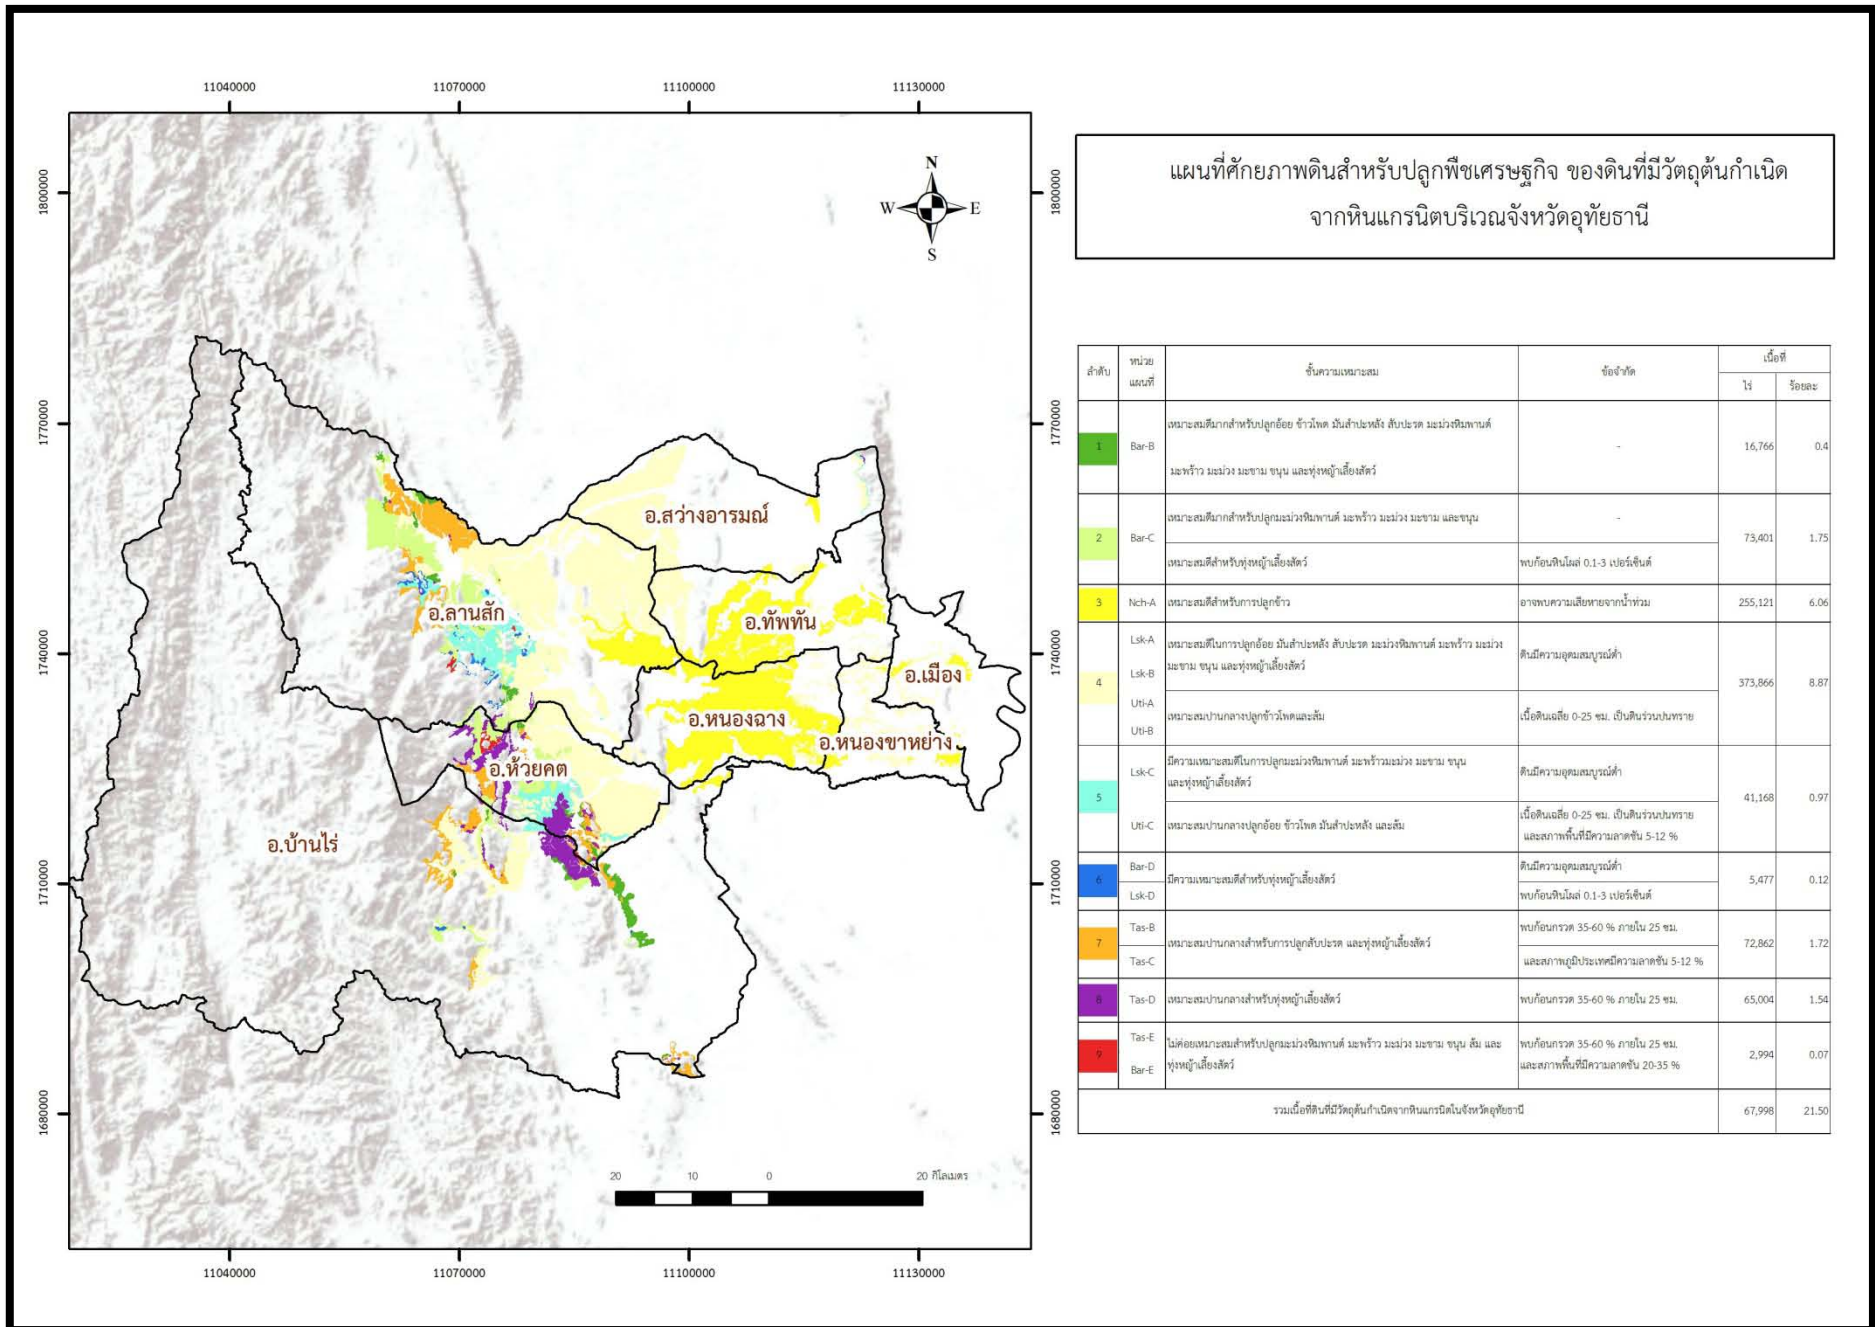 แผนที่ศักยภาพดินสำหรับปลูกพืชเศรษฐกิจ ของดินที่มีวัตถุต้นกำเนิด
จากหินแกรนิตบริเวณจังหวัดอุทัยธานี
11040000 11070000 11100000 11130000
1800000
1770000
1740000
1710000
1680000
1800000
1770000
1740000
1710000
1680000
N
W E
S
อ.สว่างอารมณ์
อ.ลานสัก
อ.ทัพทัน
อ.เมือง
อ.หนองฉาง
อ.หนองขาหย่าง
อ.ห้วยคต
อ.บ้านไร่
20 10 0 20 กิโลเมตร
11040000 11070000 11100000 11130000
ลำดับ หน่วย แผนที่ ชั้นความเหมาะสม ข้อจำกัด เนื้อที่
ไร่ ร้อยละ
1 Bar-B เหมาะสมดีมากสำหรับปลูกอ้อย ข้าวโพด มันสำปะหลัง สับปะรด มะม่วงหิมพานต์ - 16,766 0.4
มะพร้าว มะม่วง มะขาม ขนุน และทุ่งหญ้าเลี้ยงสัตว์
2 Bar-C เหมาะสมดีมากสำหรับปลูกมะม่วงหิมพานต์ มะพร้าว มะม่วง มะขาม และขนุน - 73,401 1.75
เหมาะสมดีสำหรับทุ่งหญ้าเลี้ยงสัตว์ พบก้อนหินโผล่ 0.1-3 เปอร์เซ็นต์
3 Nch-A เหมาะสมดีสำหรับการปลูกข้าว อาจพบความเสียหายจากน้ำท่วม 255,121 6.06
4 Lsk-A เหมาะสมดีในการปลูกอ้อย มันสำปะหลัง สับปะรด มะม่วงหิมพานต์ มะพร้าว มะม่วง ดินมีความอุดมสมบูรณ์ต่ำ 373,866 8.87
Lsk-B มะขาม ขนุน และทุ่งหญ้าเลี้ยงสัตว์
Uti-A เหมาะสมปานกลางปลูกข้าวโพดและส้ม เนื้อดินเฉลี่ย 0-25 ซม. เป็นดินร่วนปนทราย
Uti-B
5 Lsk-C มีความเหมาะสมดีในการปลูกมะม่วงหิมพานต์ มะพร้าวมะม่วง มะขาม ขนุน ดินมีความอุดมสมบูรณ์ต่ำ 41,168 0.97
และทุ่งหญ้าเลี้ยงสัตว์
Uti-C เหมาะสมปานกลางปลูกอ้อย ข้าวโพด มันสำปะหลัง และส้ม เนื้อดินเฉลี่ย 0-25 ซม. เป็นดินร่วนปนทราย
และสภาพพื้นที่มีความลาดชัน 5-12 %
6 Bar-D มีความเหมาะสมดีสำหรับทุ่งหญ้าเลี้ยงสัตว์ ดินมีความอุดมสมบูรณ์ต่ำ 5,477 0.12
Lsk-D พบก้อนหินโผล่ 0.1-3 เปอร์เซ็นต์
7 Tas-B เหมาะสมปานกลางสำหรับการปลูกสับปะรด และทุ่งหญ้าเลี้ยงสัตว์ พบก้อนกรวด 35-60 % ภายใน 25 ซม. 72,862 1.72
Tas-C และสภาพภูมิประเทศมีความลาดชัน 5-12 %
8 Tas-D เหมาะสมปานกลางสำหรับทุ่งหญ้าเลี้ยงสัตว์ พบก้อนกรวด 35-60 % ภายใน 25 ซม. 65,004 1.54
9 Tas-E ไม่ค่อยเหมาะสมสำหรับปลูกมะม่วงหิมพานต์ มะพร้าว มะม่วง มะขาม ขนุน ส้ม และ พบก้อนกรวด 35-60 % ภายใน 25 ซม. 2,994 0.07
Bar-E ทุ่งหญ้าเลี้ยงสัตว์ และสภาพพื้นที่มีความลาดชัน 20-35 %
รวมเนื้อที่ดินที่มีวัตถุต้นกำเนิดจากหินแกรนิตในจังหวัดอุทัยธานี 67,998 21.50